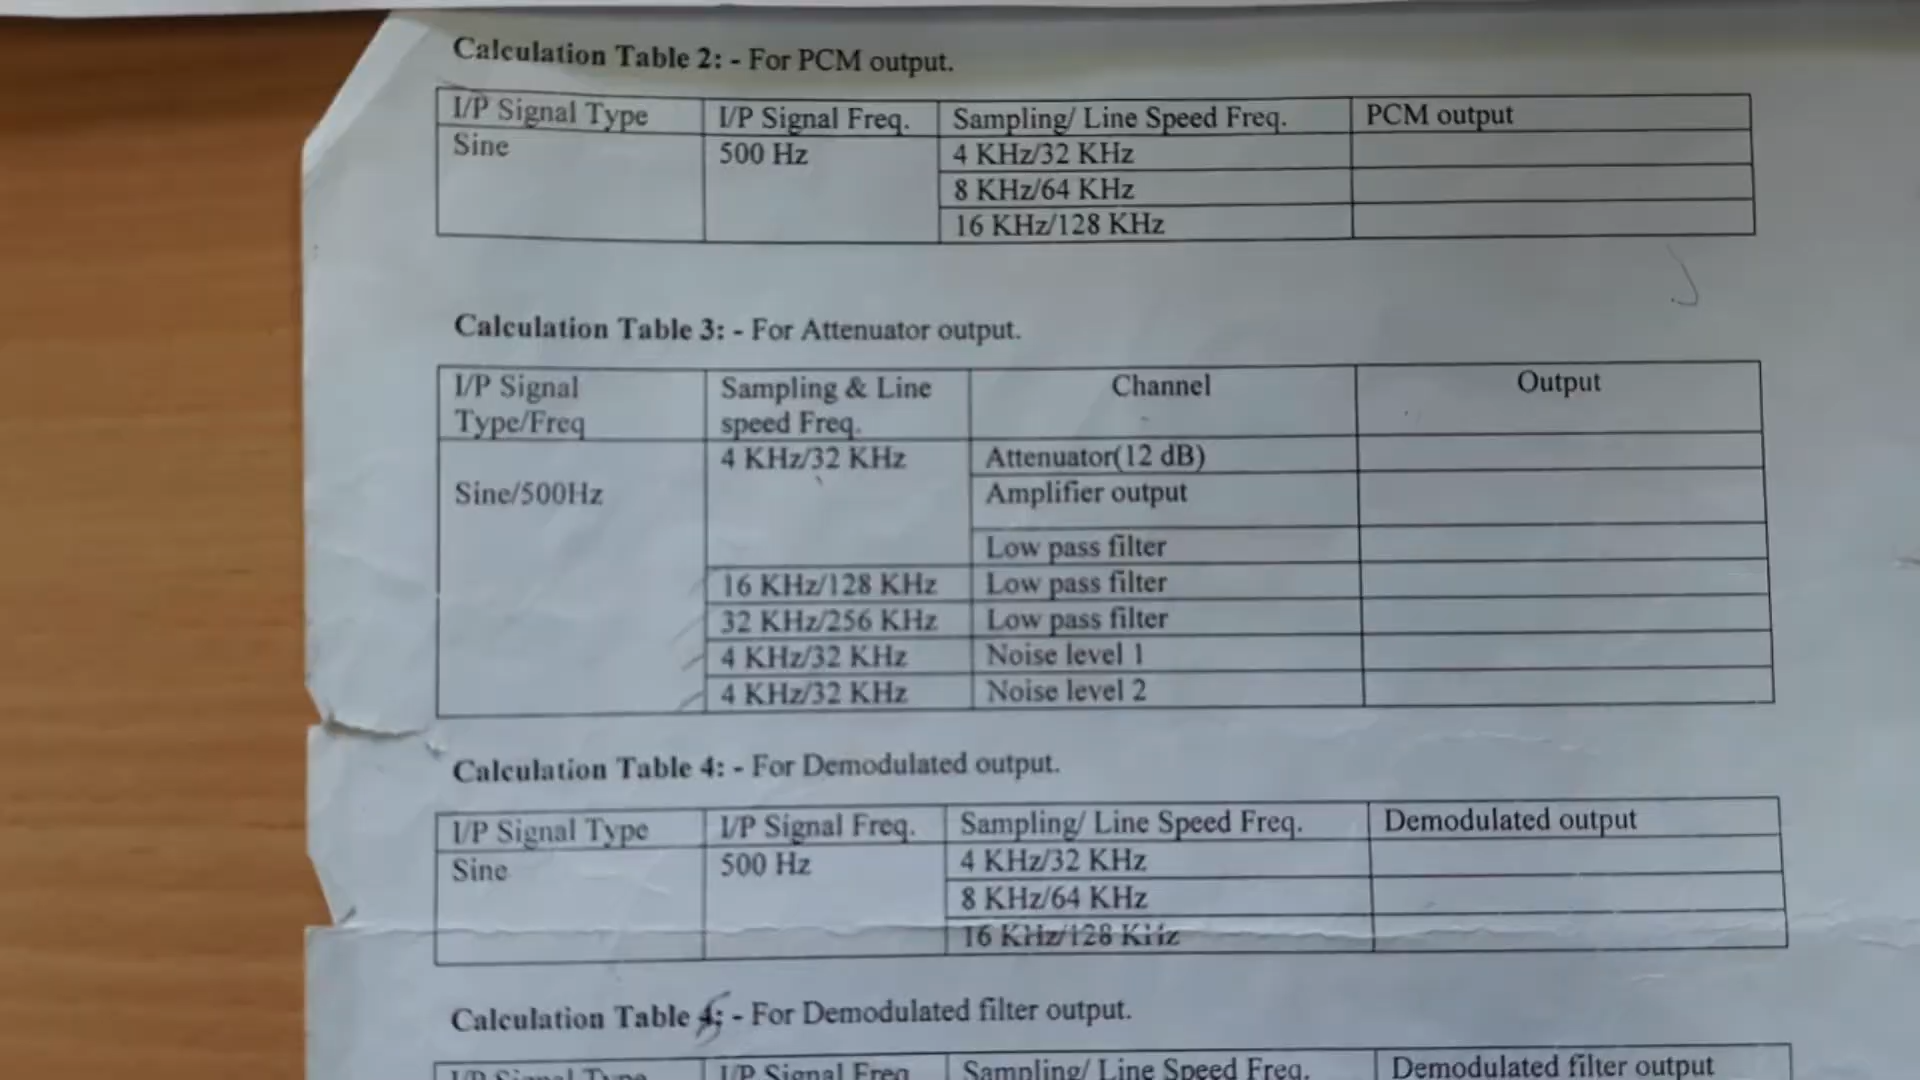 Calculation Table 2: - For PCM output.
I/P Signal Type I/P Signal Freq. Sampling/ Line Speed Freq. PCM output
Sine 500 Hz 4 KHz/32 KHz
8 KHz/64 KHz
16 KHz/128 KHz
Calculation Table 3: - For Attenuator output.
I/P Signal Type/Freq Sampling & Line speed Freq. Channel Output
Sine/500Hz 4 KHz/32 KHz Attenuator(12 dB)
Amplifier output
Low pass filter
16 KHz/128 KHz Low pass filter
32 KHz/256 KHz Low pass filter
4 KHz/32 KHz Noise level 1
4 KHz/32 KHz Noise level 2
Calculation Table 4: - For Demodulated output.
I/P Signal Type I/P Signal Freq. Sampling/ Line Speed Freq. Demodulated output
Sine 500 Hz 4 KHz/32 KHz
8 KHz/64 KHz
16 KHz/128 KHz
Calculation Table 5: - For Demodulated filter output.
I/P Signal Type I/P Signal Freq. Sampling/ Line Speed Freq. Demodulated filter output